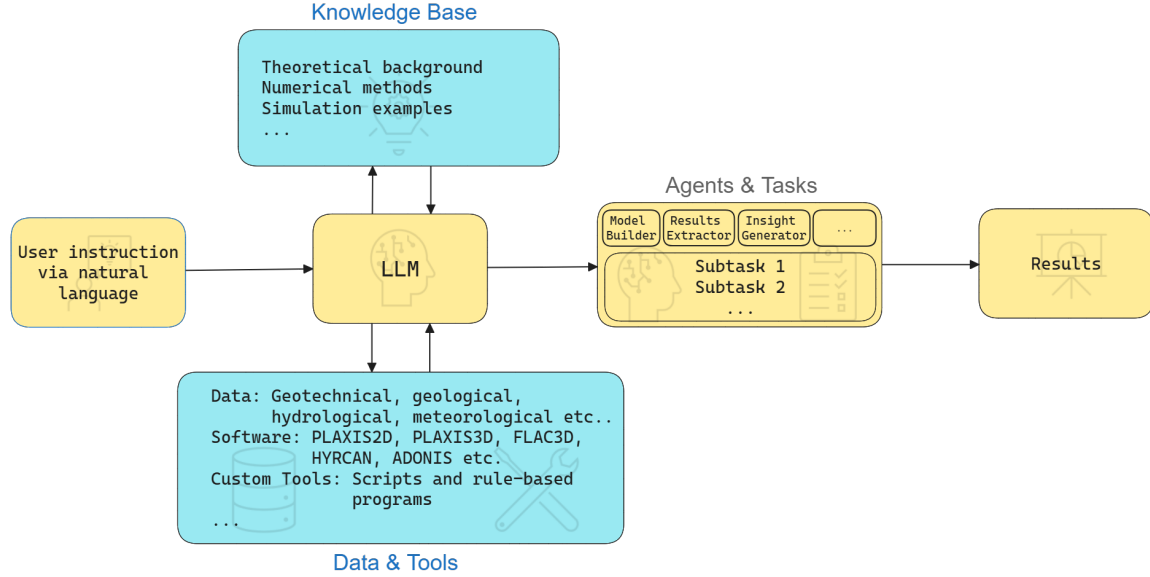 Knowledge Base
Theoretical background
Numerical methods
Simulation examples
...
User instruction
via natural
language
LLM
Agents & Tasks
Model
Builder
Results
Extractor
Insight
Generator
...
Subtask 1
Subtask 2
...
Results
Data: Geotechnical, geological,
hydrological, meteorological etc..
Software: PLAXIS2D, PLAXIS3D, FLAC3D,
HYRCAN, ADONIS etc.
Custom Tools: Scripts and rule-based
programs
...
Data & Tools